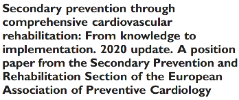 Secondary prevention through
comprehensive cardiovascular
rehabilitation: From knowledge to
implementation. 2020 update. A position
paper from the Secondary Prevention and
Rehabilitation Section of the European
Association of Preventive Cardiology